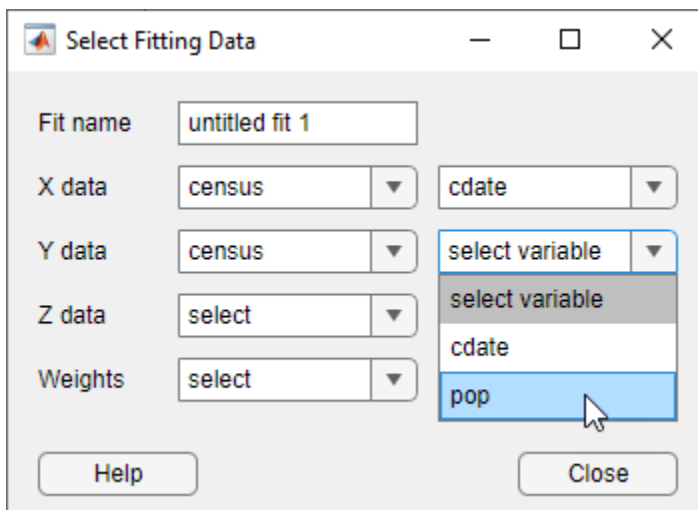 Select Fitting Data
Fit name untitled fit 1
X data census cdate
Y data census select variable
select variable
Z data select
cdate
Weights select
pop
Help Close